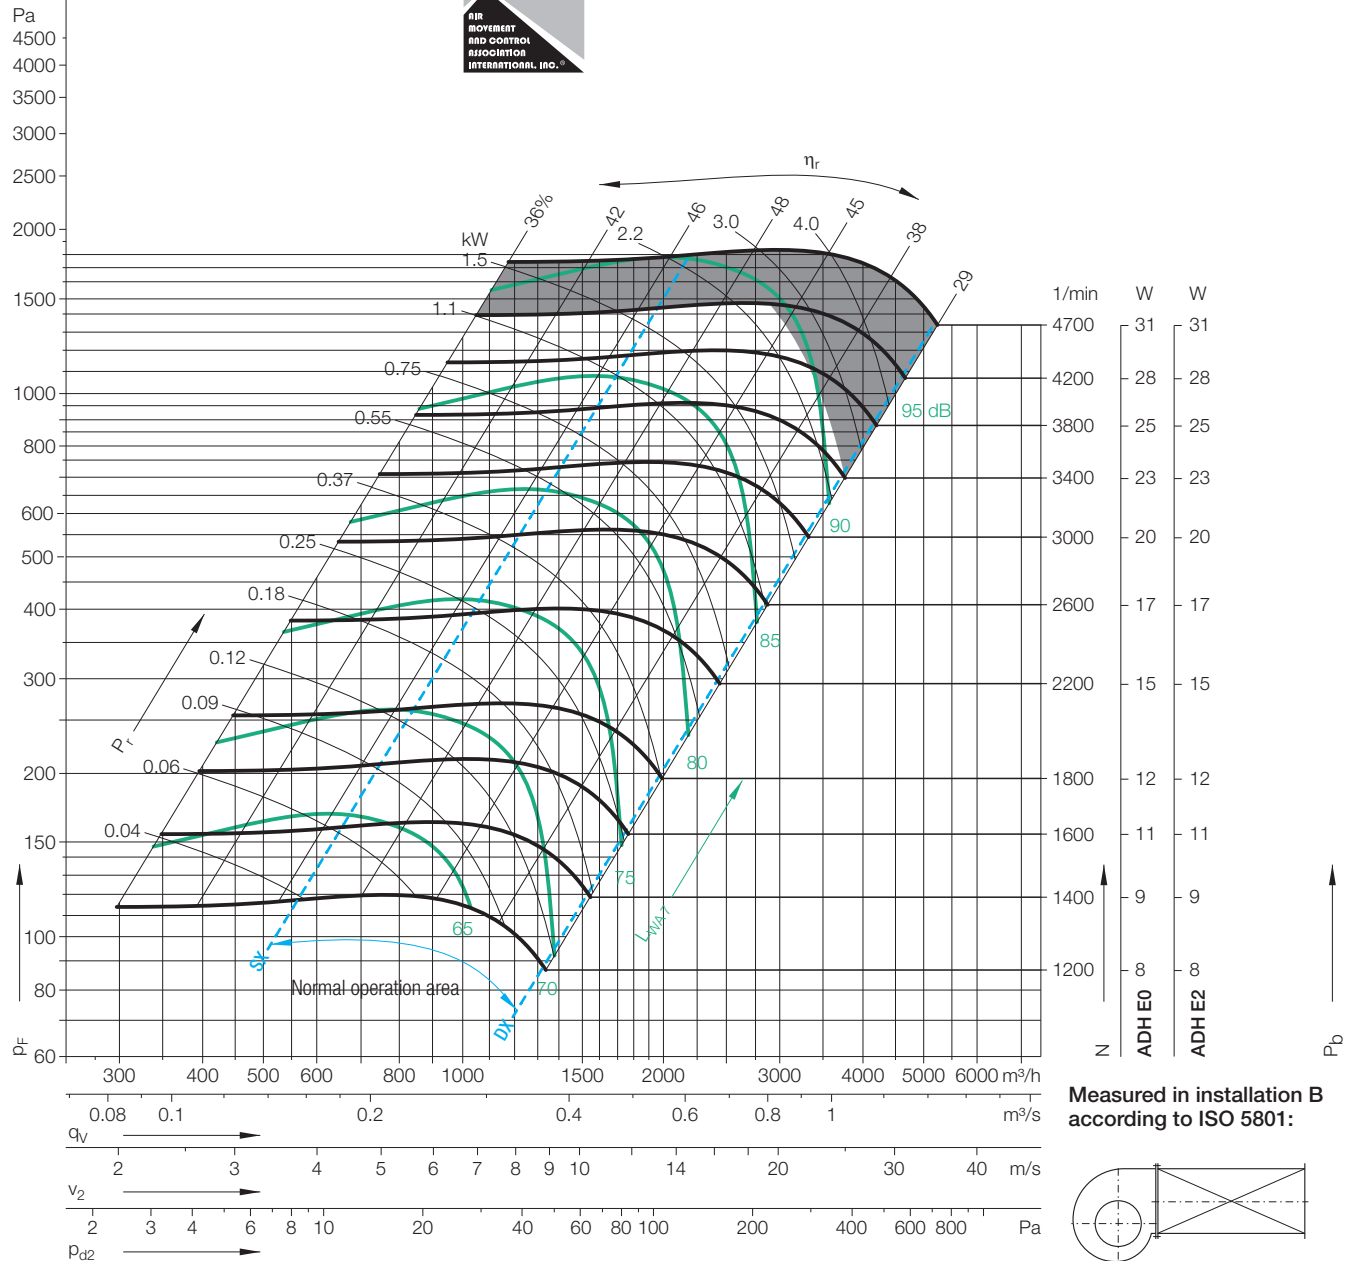 Pa
AIR
MOVEMENT
AND CONTROL
ASSOCIATION
INTERNATIONAL, INC.®
4500
4000
3500
3000
2500
2000
1500
1000
800
600
500
400
300
200
150
100
80
60
pF
ηr
36%
42
46
48
45
38
29
kW
1.5
2.2
3.0
4.0
1.1
0.75
0.55
0.37
0.25
0.18
0.12
0.09
0.06
0.04
Pr
95 dB
90
85
80
75
70
65
LWA7
SX
DX
Normal operation area
1/min W W
4700 31 31
4200 28 28
3800 25 25
3400 23 23
3000 20 20
2600 17 17
2200 15 15
1800 12 12
1600 11 11
1400 9 9
1200 8 8
N
ADH E0
ADH E2
Pb
300 400 500 600 800 1000 1500 2000 3000 4000 5000 6000 m³/h
0.08 0.1 0.2 0.4 0.6 0.8 1 m³/s
qV
2 3 4 5 6 7 8 9 10 14 20 30 40 m/s
v2
2 3 4 6 8 10 20 40 60 80 100 200 400 600 800 Pa
pd2
Measured in installation B
according to ISO 5801: